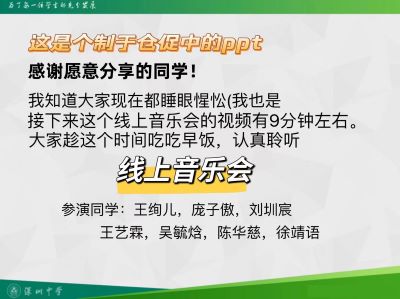 为了每一位学生的充分发展
这是个制于仓促中的ppt
感谢愿意分享的同学！
我知道大家现在都睡眼惺忪(我也是
接下来这个线上音乐会的视频有9分钟左右。
大家趁这个时间吃吃早饭，认真聆听
线上音乐会
参演同学：王绚儿，庞子傲，刘圳宸
王艺霖，吴毓焓，陈华慈，徐靖语
深圳中学